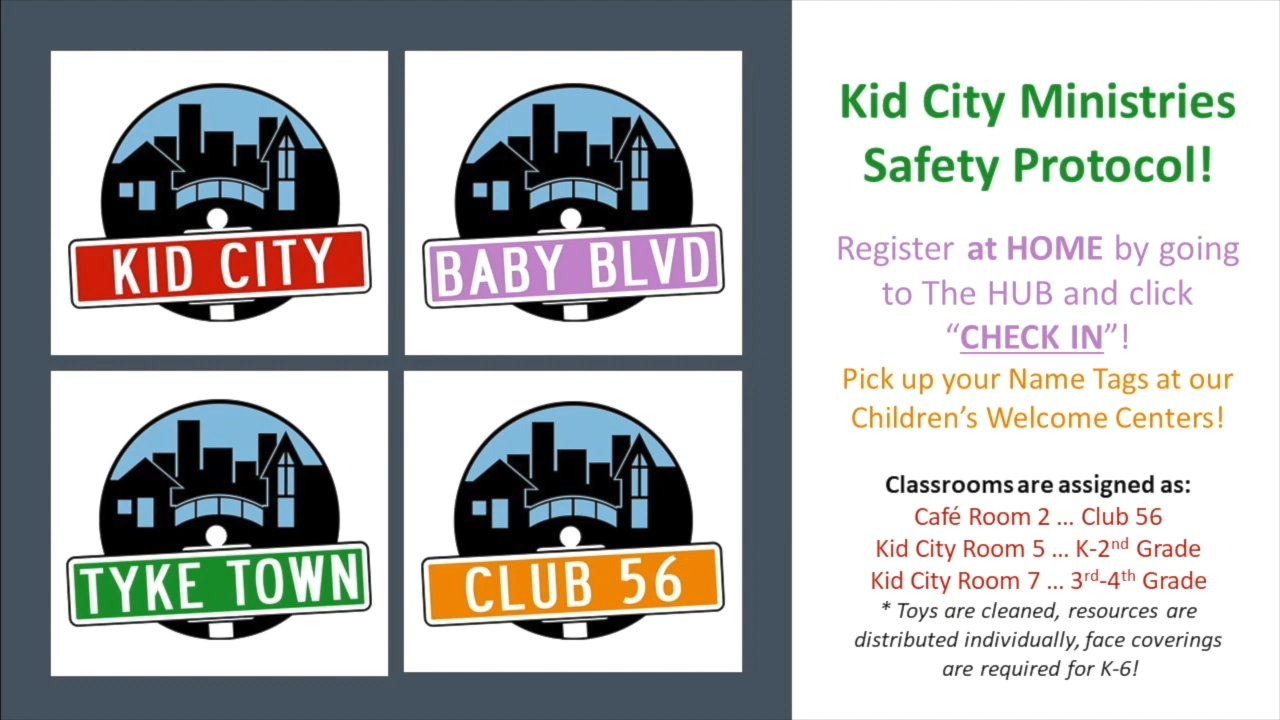 KID CITY
BABY BLVD
TYKE TOWN
CLUB 56
Kid City Ministries
Safety Protocol!
Register at HOME by going
to The HUB and click
“CHECK IN”!
Pick up your Name Tags at our
Children’s Welcome Centers!
Classrooms are assigned as:
Café Room 2 ... Club 56
Kid City Room 5 ... K-2nd Grade
Kid City Room 7 ... 3rd-4th Grade
* Toys are cleaned, resources are
distributed individually, face coverings
are required for K-6!